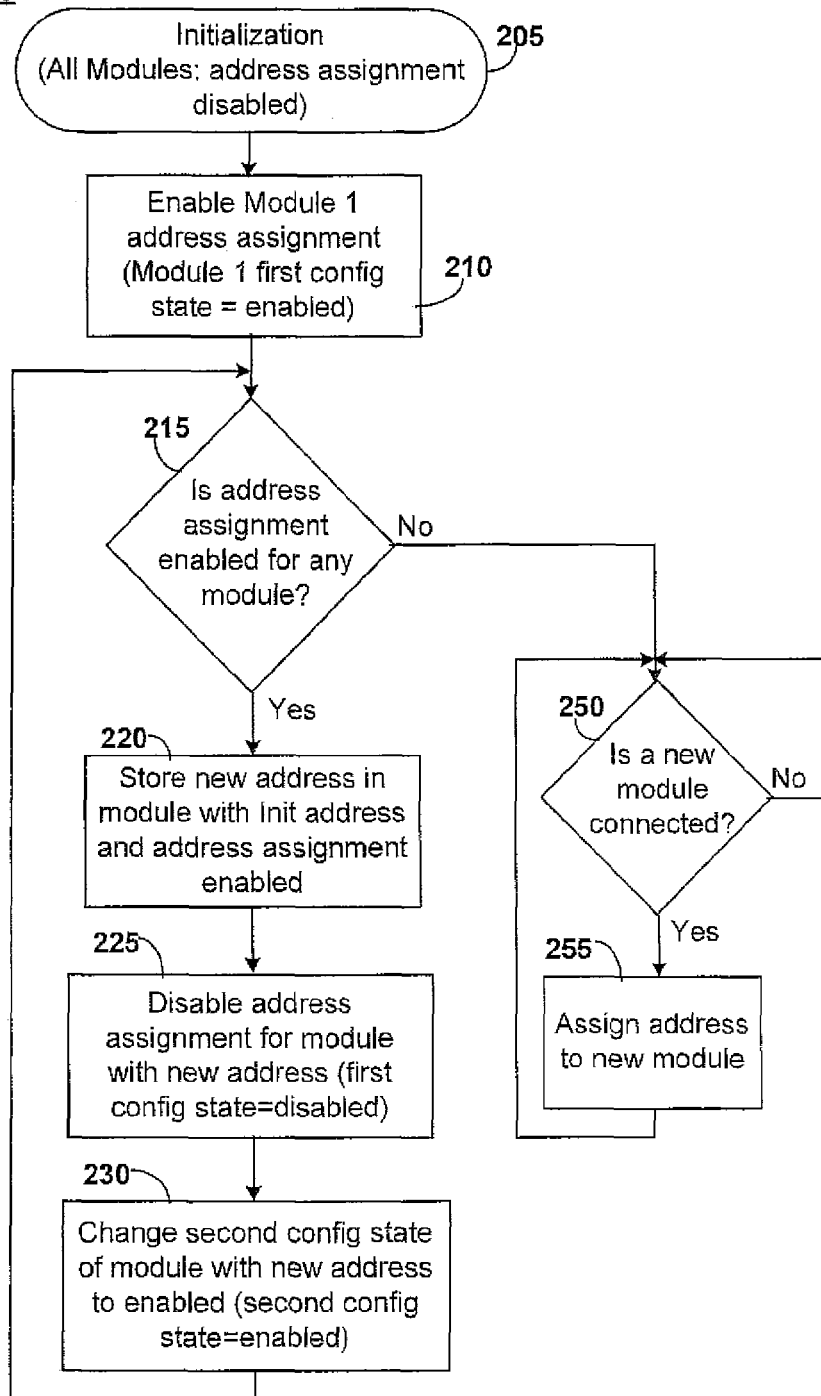 Initialization
(All Modules; address assignment
disabled)
205
Enable Module 1
address assignment
(Module 1 first config
state = enabled)
210
215
Is address
assignment
enabled for any
module?
No
Yes
220
Store new address in
module with Init address
and address assignment
enabled
225
Disable address
assignment for module
with new address (first
config state=disabled)
230
Change second config state
of module with new address
to enabled (second config
state=enabled)
250
Is a new
module
connected?
No
Yes
255
Assign address
to new module